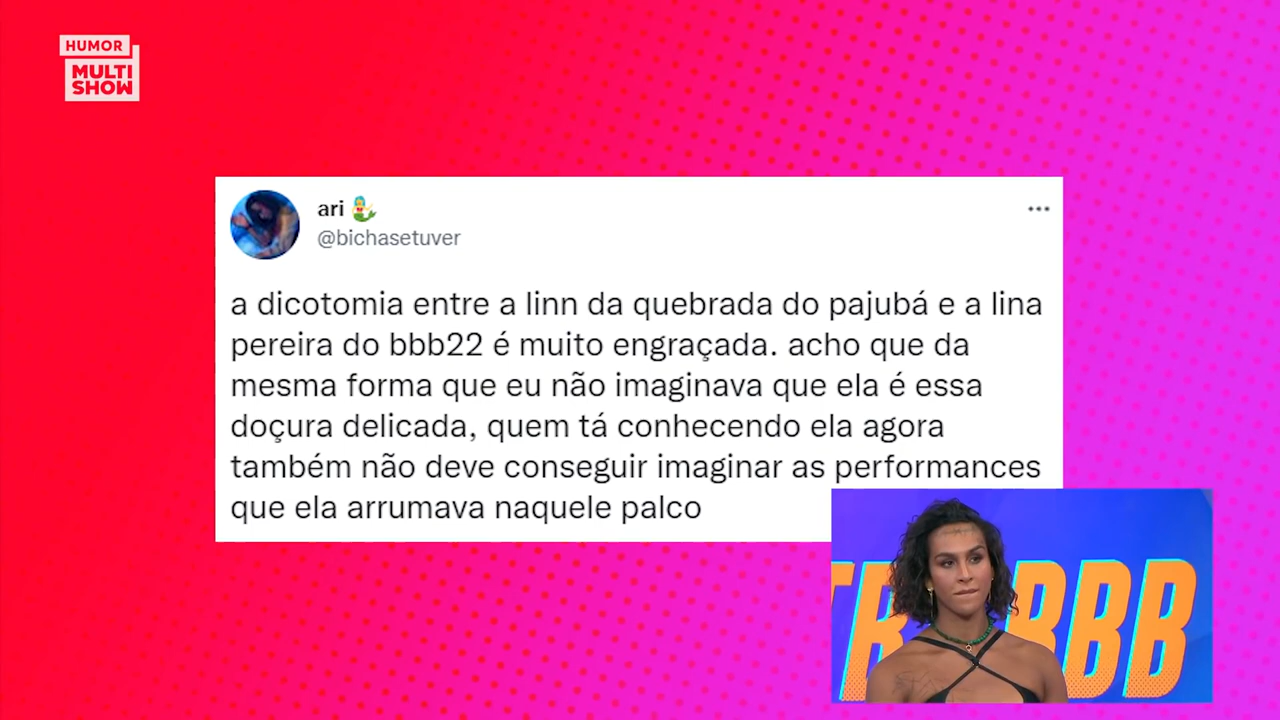 HUMOR
MULTI
SHOW
ari
@bichasetuver
a dicotomia entre a linn da quebrada do pajubá e a lina
pereira do bbb22 é muito engraçada. acho que da
mesma forma que eu não imaginava que ela é essa
doçura delicada, quem tá conhecendo ela agora
também não deve conseguir imaginar as performances
que ela arrumava naquele palco
BBB